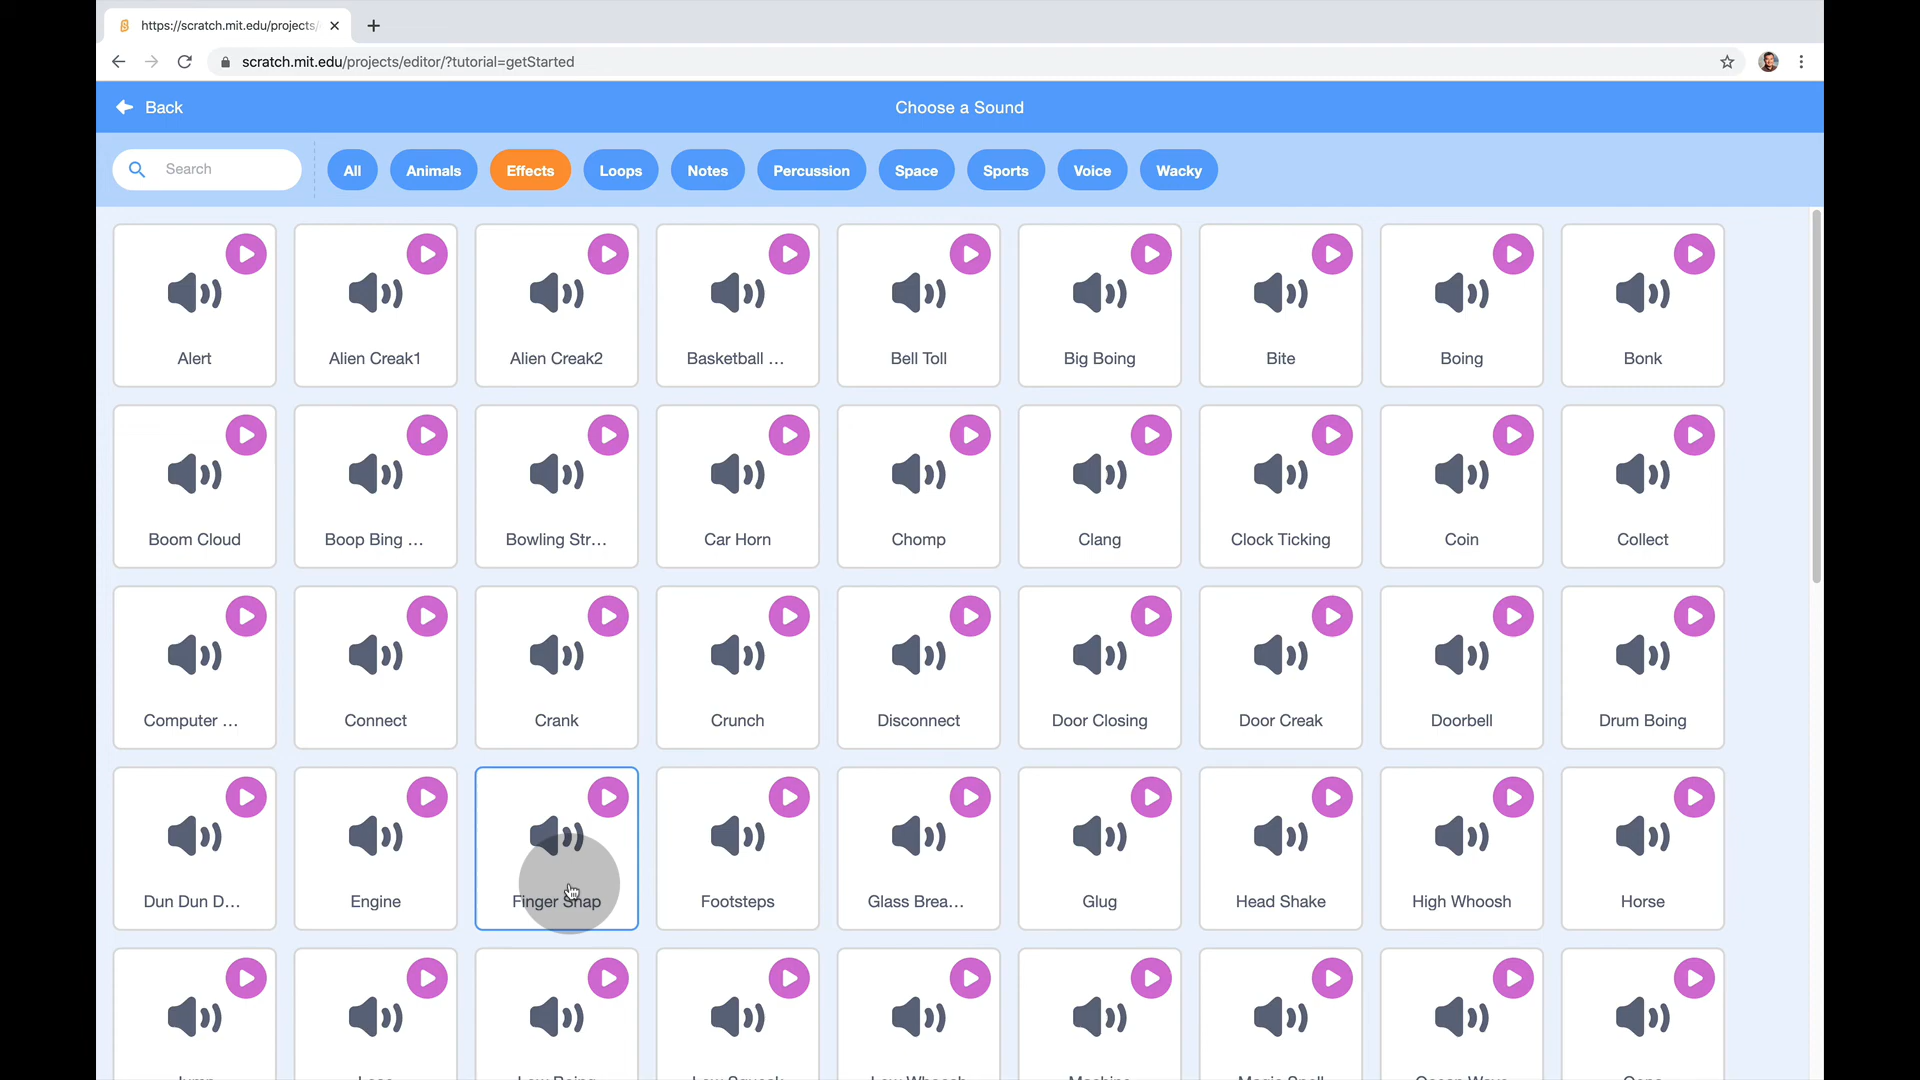 https://scratch.mit.edu/projects/
scratch.mit.edu/projects/editor/?tutorial=getStarted
Back
Choose a Sound
Search
All
Animals
Effects
Loops
Notes
Percussion
Space
Sports
Voice
Wacky
Alert
Alien Creak1
Alien Creak2
Basketball ...
Bell Toll
Big Boing
Bite
Boing
Bonk
Boom Cloud
Boop Bing ...
Bowling Str...
Car Horn
Chomp
Clang
Clock Ticking
Coin
Collect
Computer ...
Connect
Crank
Crunch
Disconnect
Door Closing
Door Creak
Doorbell
Drum Boing
Dun Dun D...
Engine
Finger Snap
Footsteps
Glass Brea...
Glug
Head Shake
High Whoosh
Horse